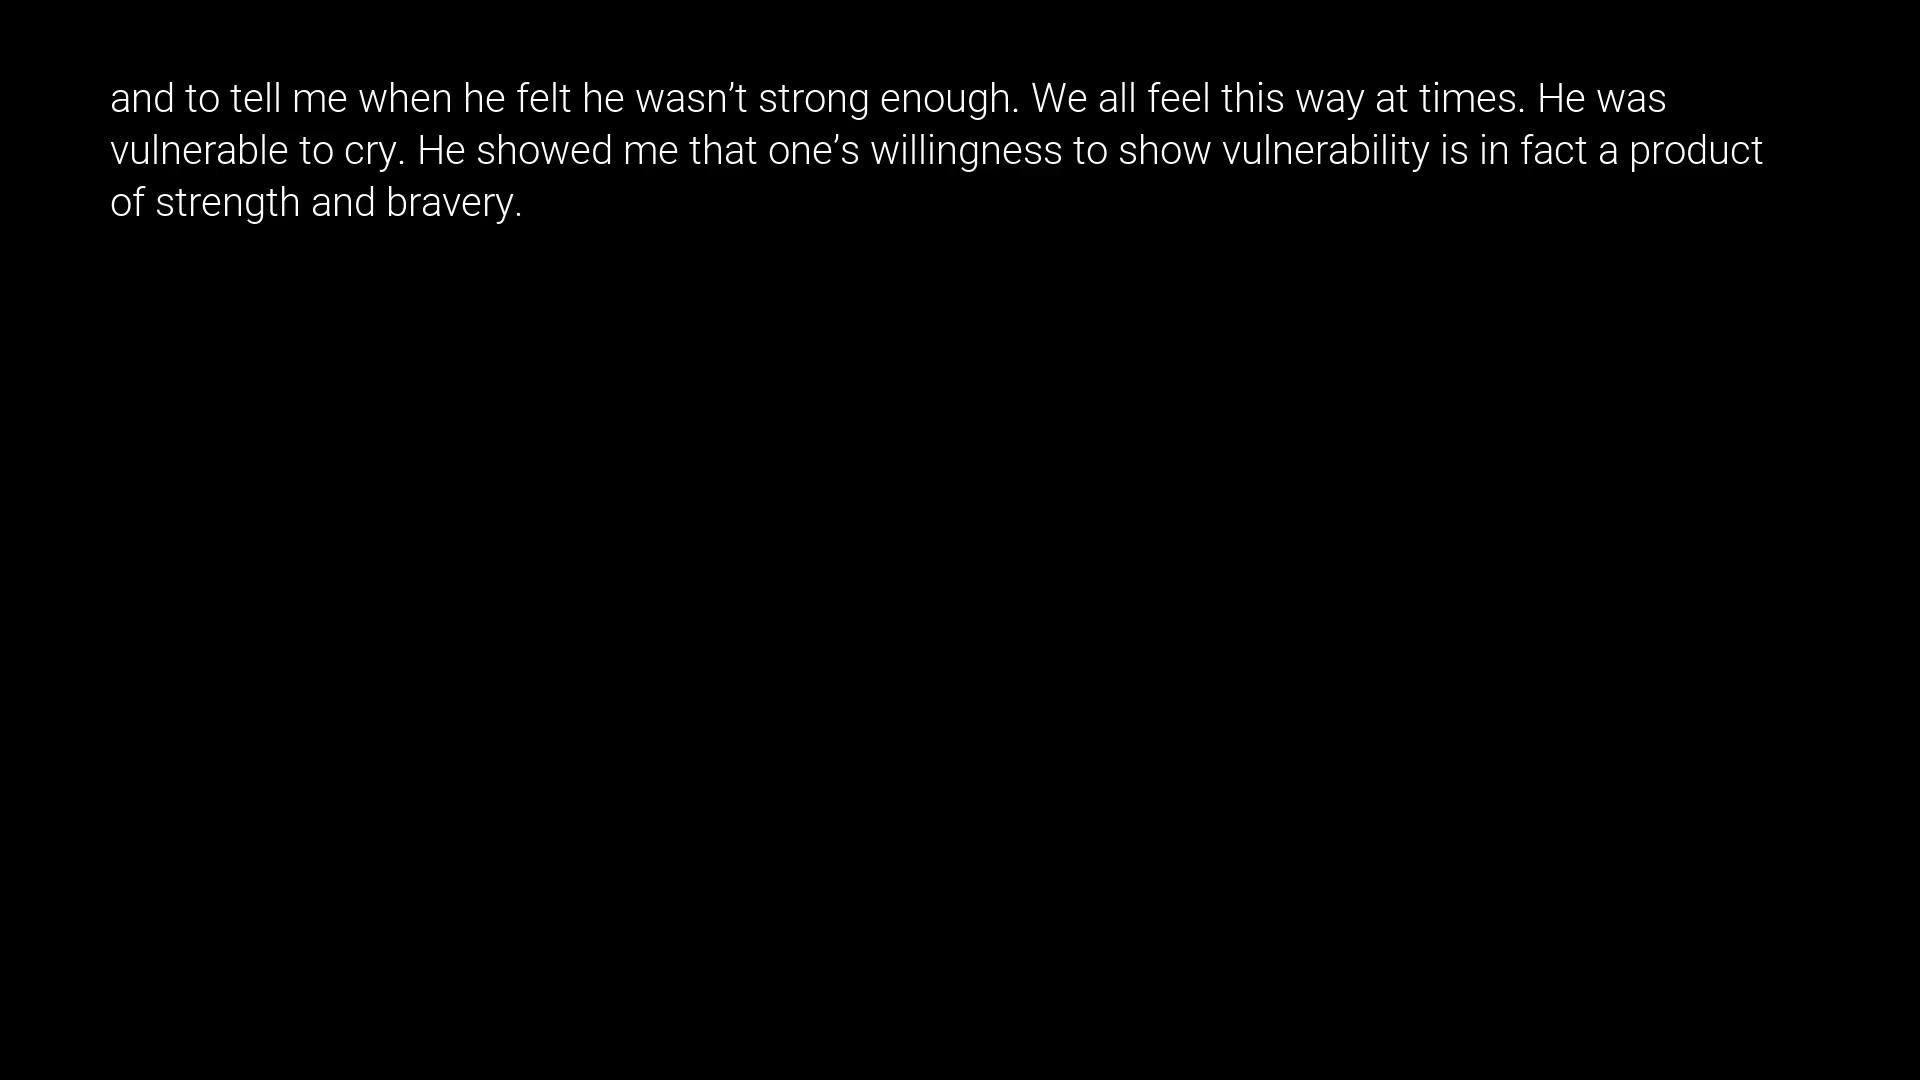 and to tell me when he felt he wasn’t strong enough. We all feel this way at times. He was
vulnerable to cry. He showed me that one’s willingness to show vulnerability is in fact a product
of strength and bravery.